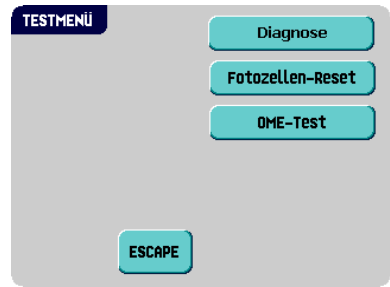 TESTMENÜ
Diagnose
Fotozellen-Reset
OME-Test
ESCAPE